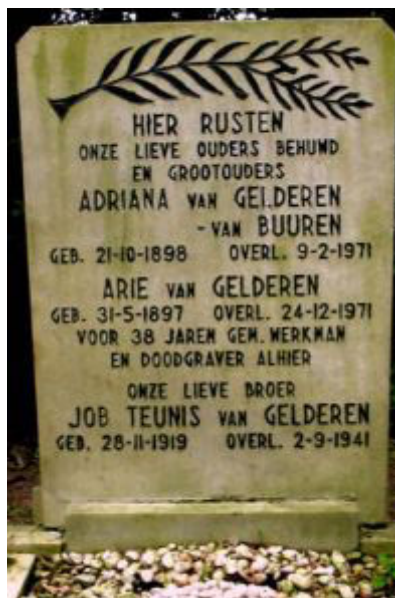 HIER RUSTEN
ONZE LIEVE OUDERS BEHUWD
EN GROOTOUDERS
ADRIANA VAN GELDEREN
- VAN BUUREN
GEB. 21-10-1898 OVERL. 9-2-1971
ARIE VAN GELDEREN
GEB. 31-5-1897 OVERL. 24-12-1971
VOOR 38 JAREN GEM. WERKMAN
EN DOODGRAVER ALHIER
ONZE LIEVE BROER
JOB TEUNIS VAN GELDEREN
GEB. 28-11-1919 OVERL. 2-9-1941